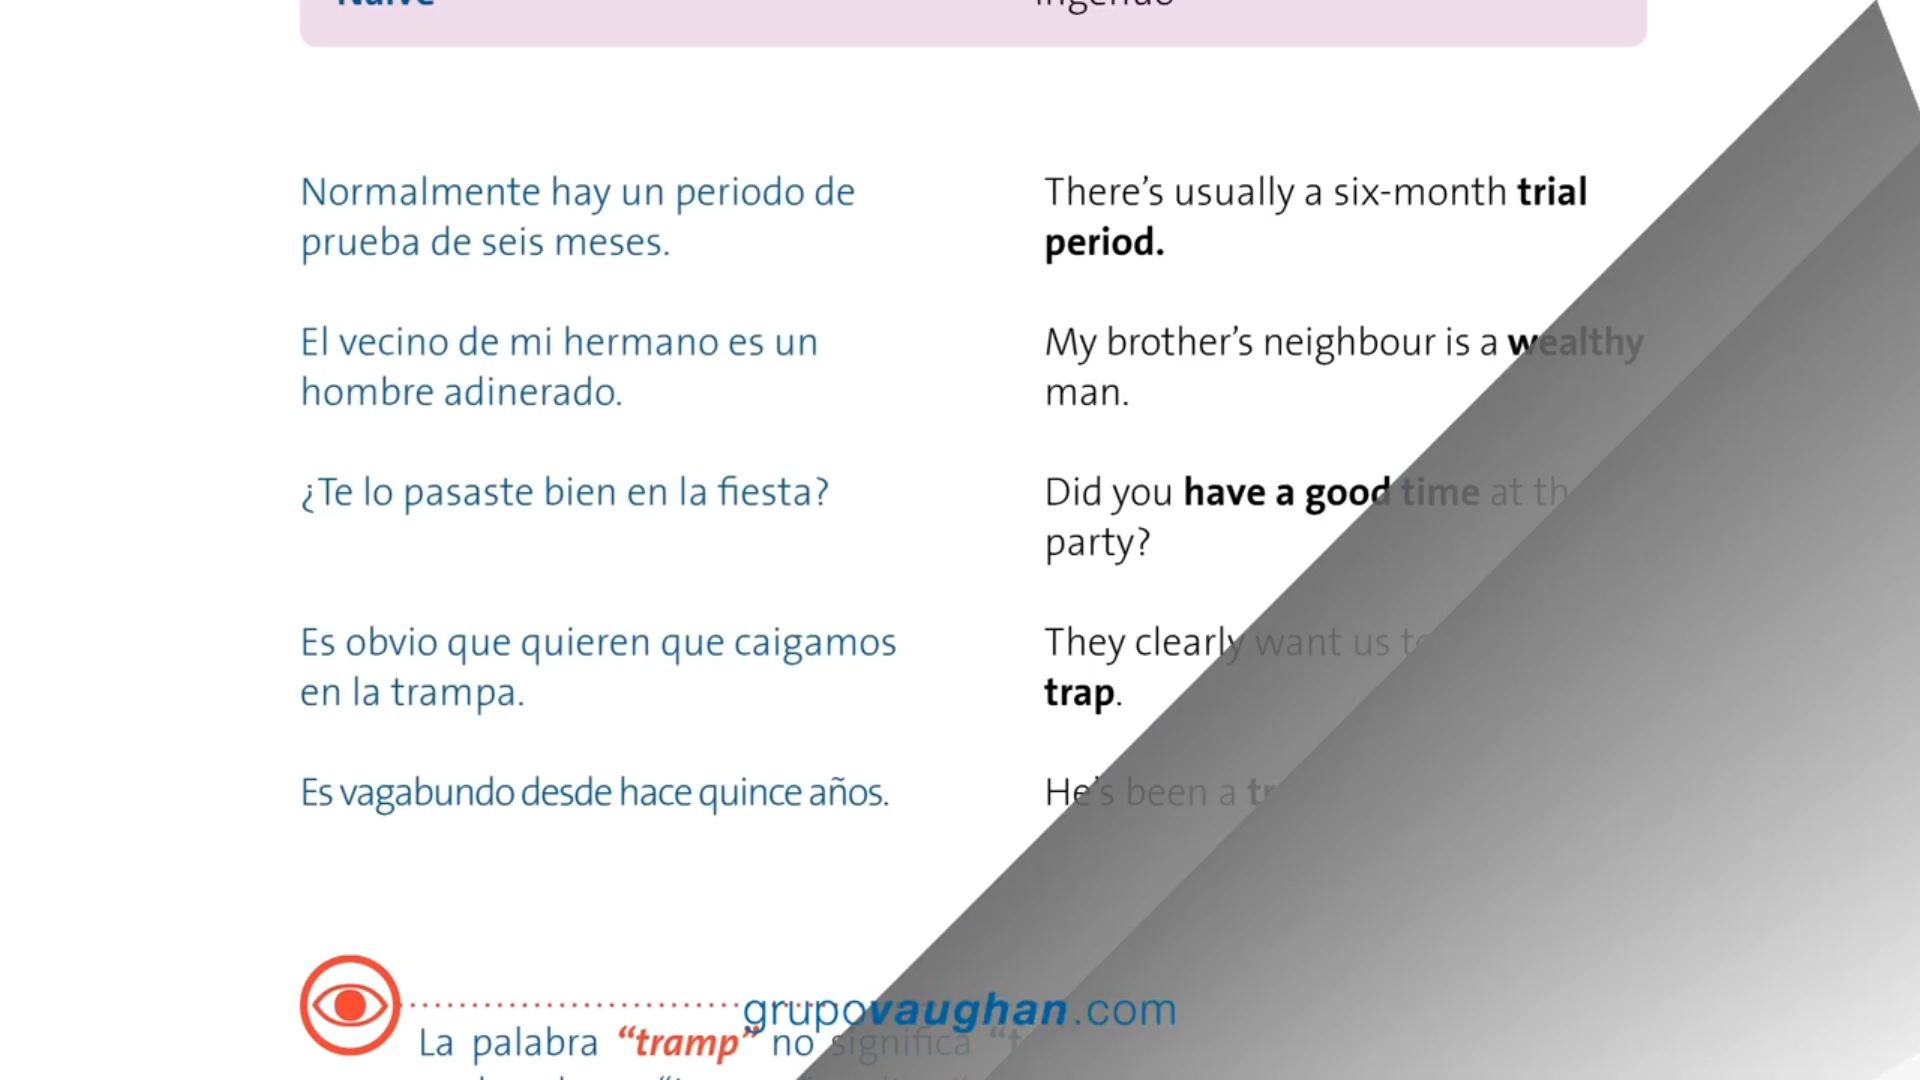 Naive
ingenuo
Normalmente hay un periodo de
prueba de seis meses.
There’s usually a six-month trial
period.
El vecino de mi hermano es un
hombre adinerado.
My brother’s neighbour is a wealthy
man.
¿Te lo pasaste bien en la fiesta?
Did you have a good time at
party?
Es obvio que quieren que caigamos
en la trampa.
They clearly want us
trap.
Es vagabundo desde hace quince años.
He’s been a
grupovaughan.com
La palabra “tramp” no significa